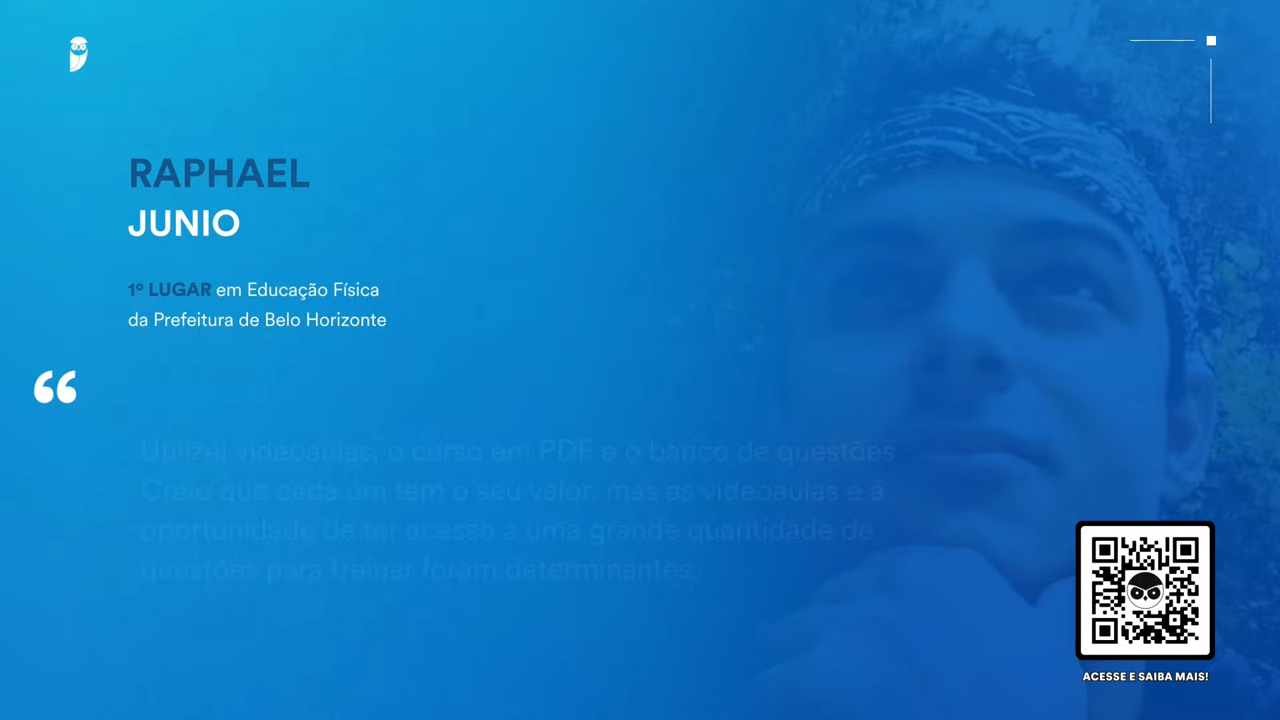 RAPHAEL
JUNIO
1º LUGAR em Educação Física
da Prefeitura de Belo Horizonte
“
Utilizei videoaulas, o curso em PDF e o banco de questões
Creio que cada um tem o seu valor, mas as videoaulas e a
oportunidade de ter acesso a uma grande quantidade de
questões para treinar foram determinantes.
ACESSE E SAIBA MAIS!